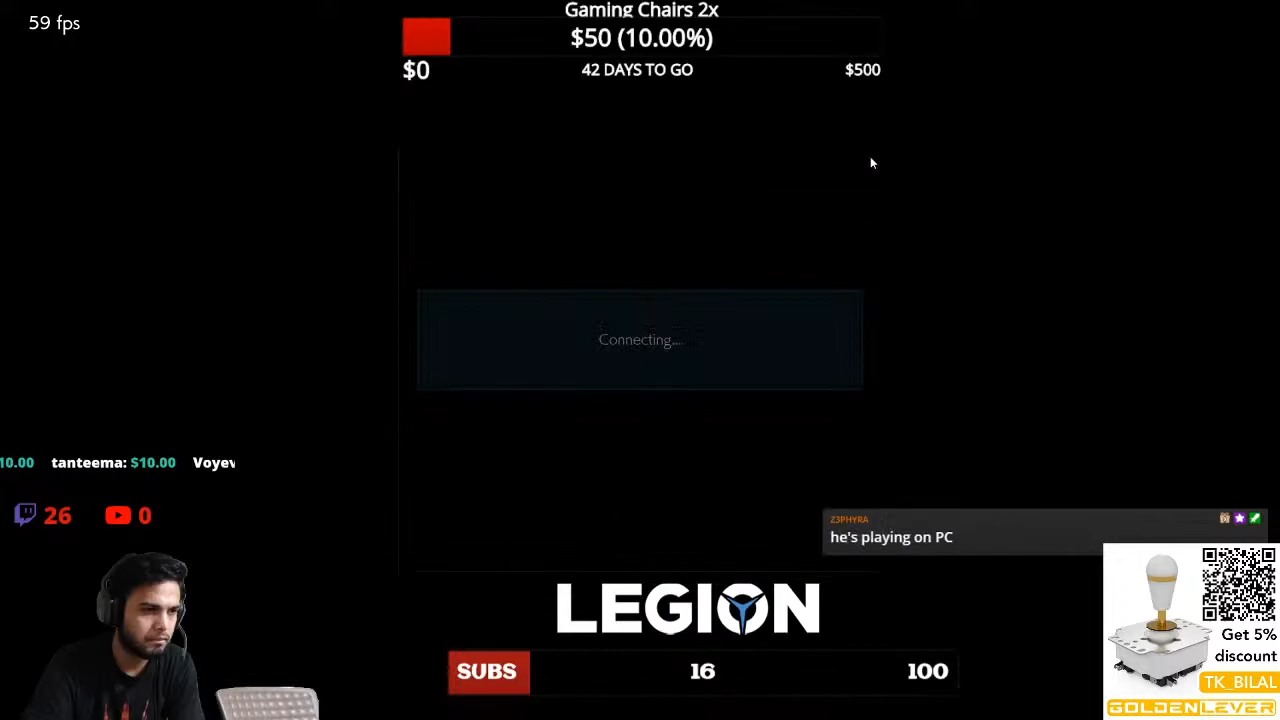 59 fps
Gaming Chairs 2x
$50 (10.00%)
$0
42 DAYS TO GO
$500
Connecting...
10.00 tanteema: $10.00 Voyev
26
0
Z3PHYRA
he's playing on PC
LEGION
SUBS
16
100
Get 5%
discount
TK_BILAL
GOLDENLEVER